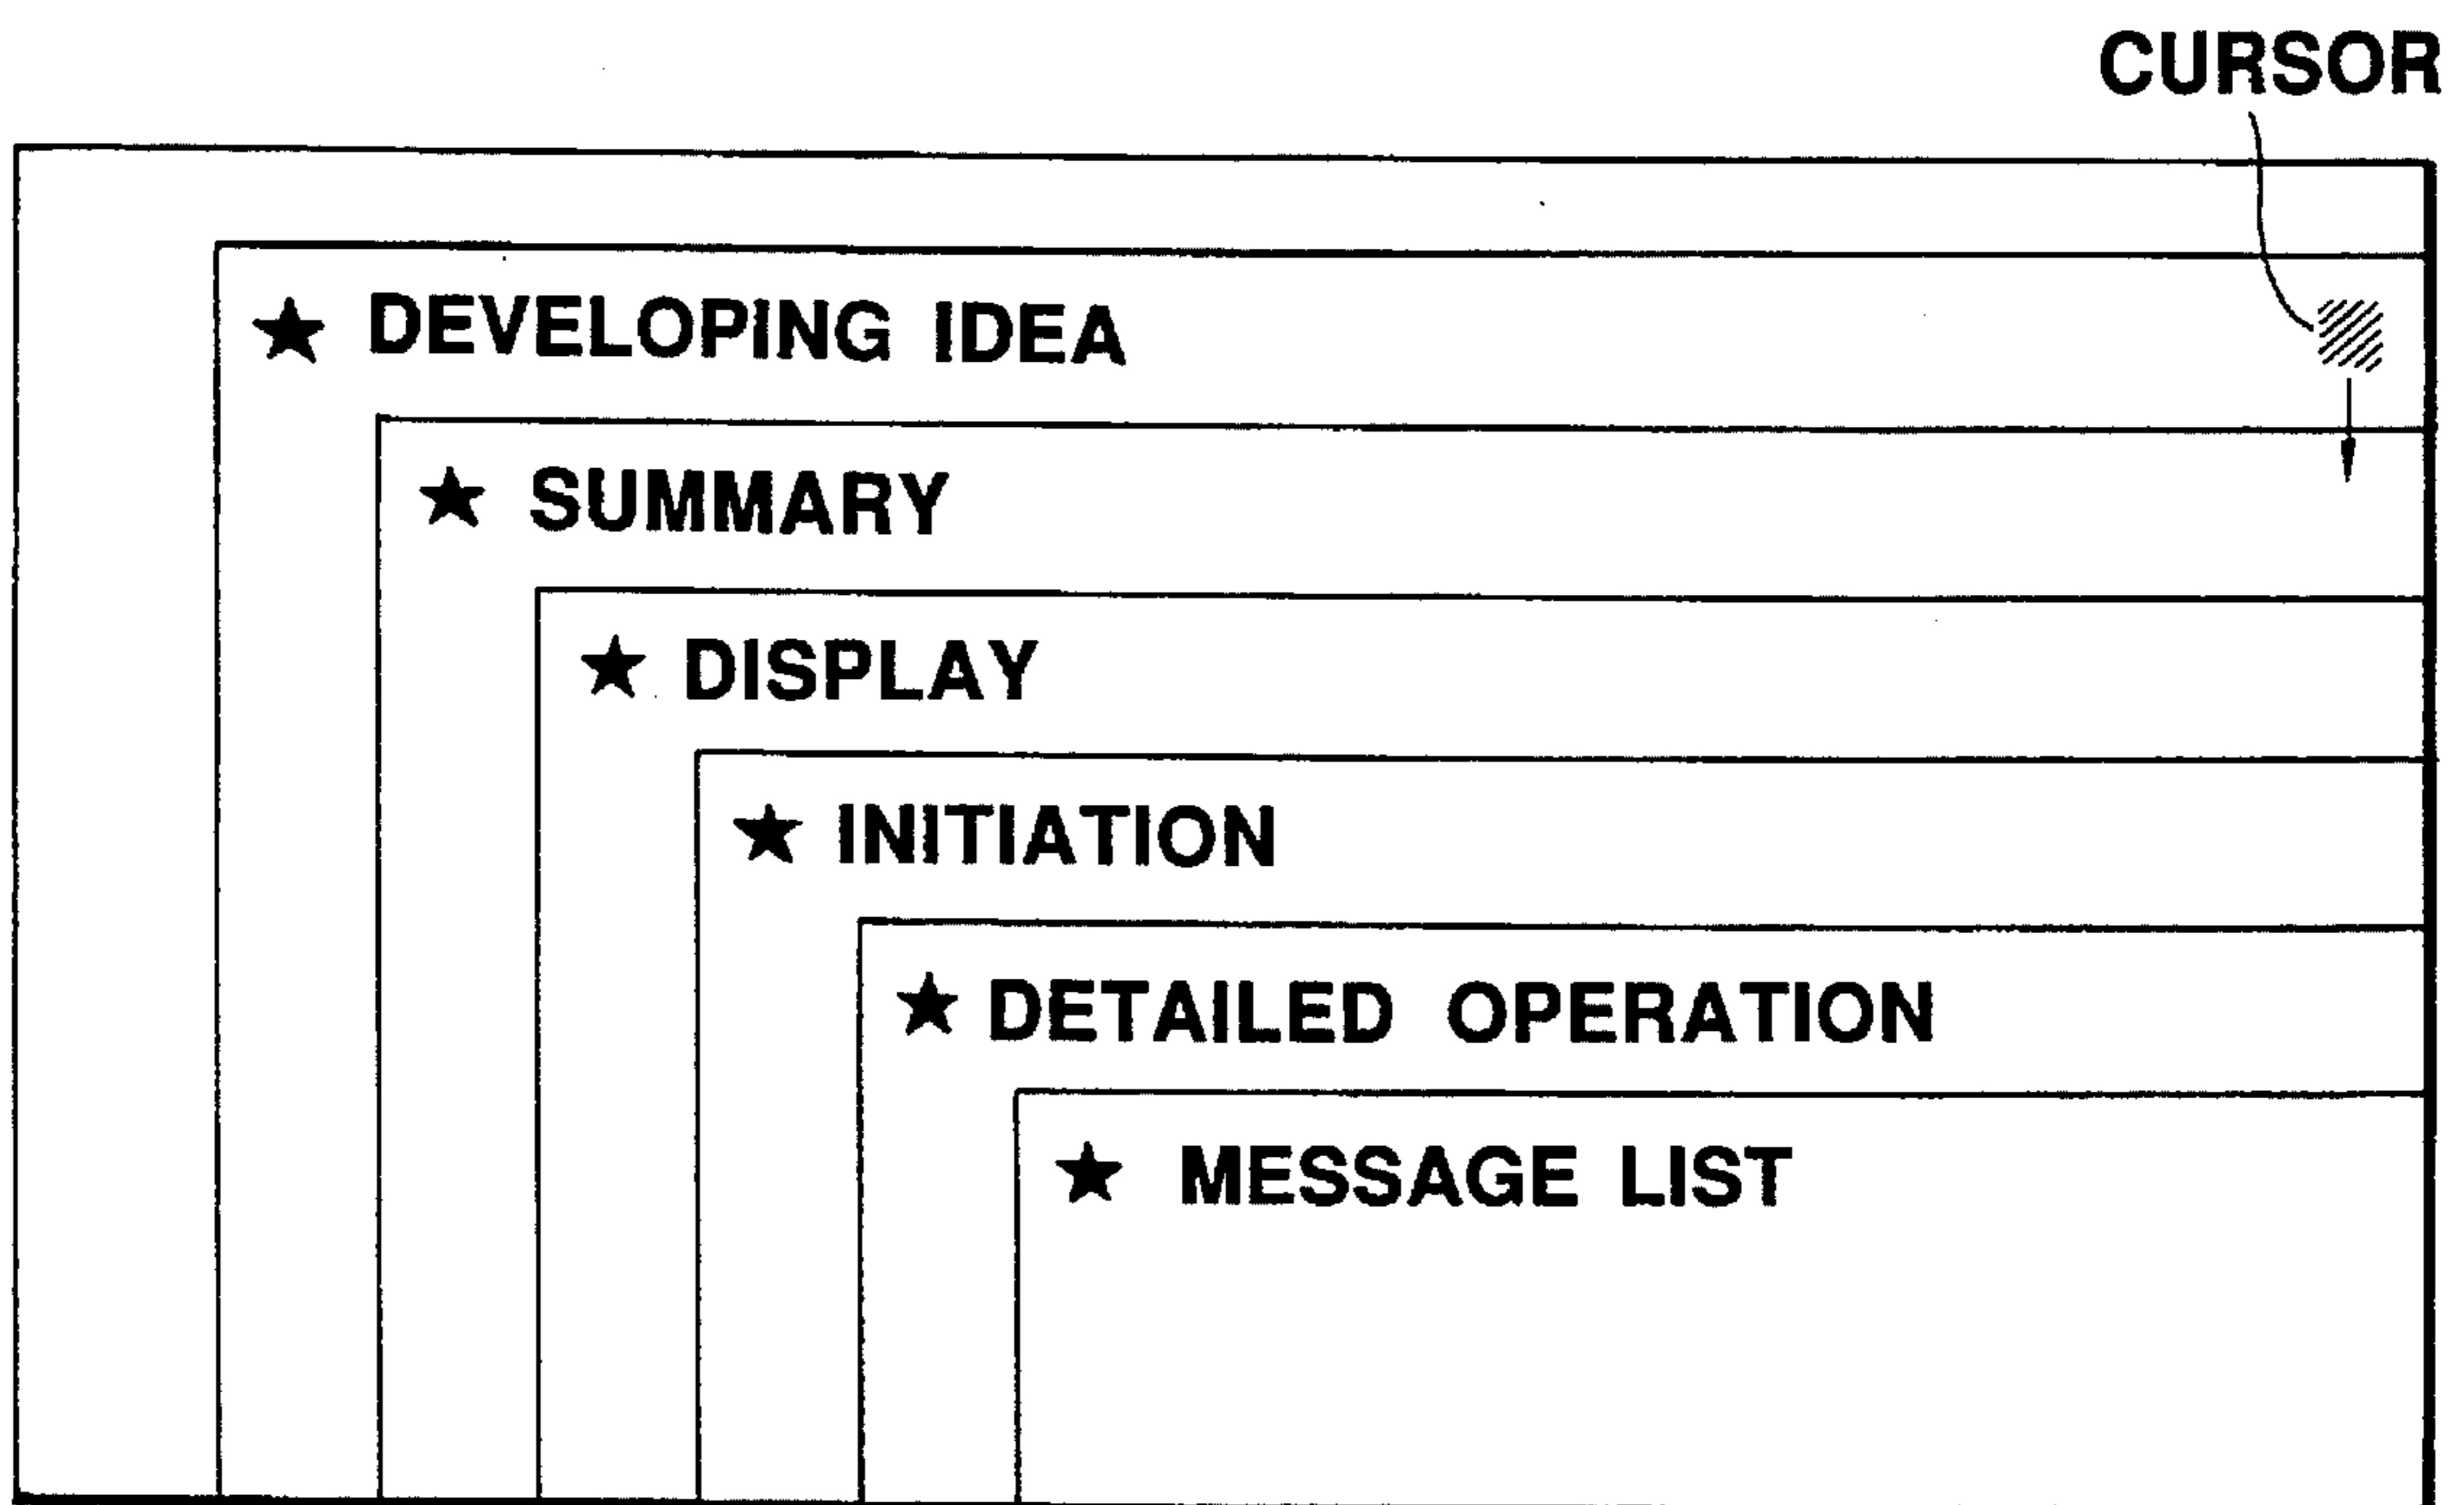 CURSOR
★ DEVELOPING IDEA
★ SUMMARY
★ DISPLAY
★ INITIATION
★ DETAILED OPERATION
★ MESSAGE LIST